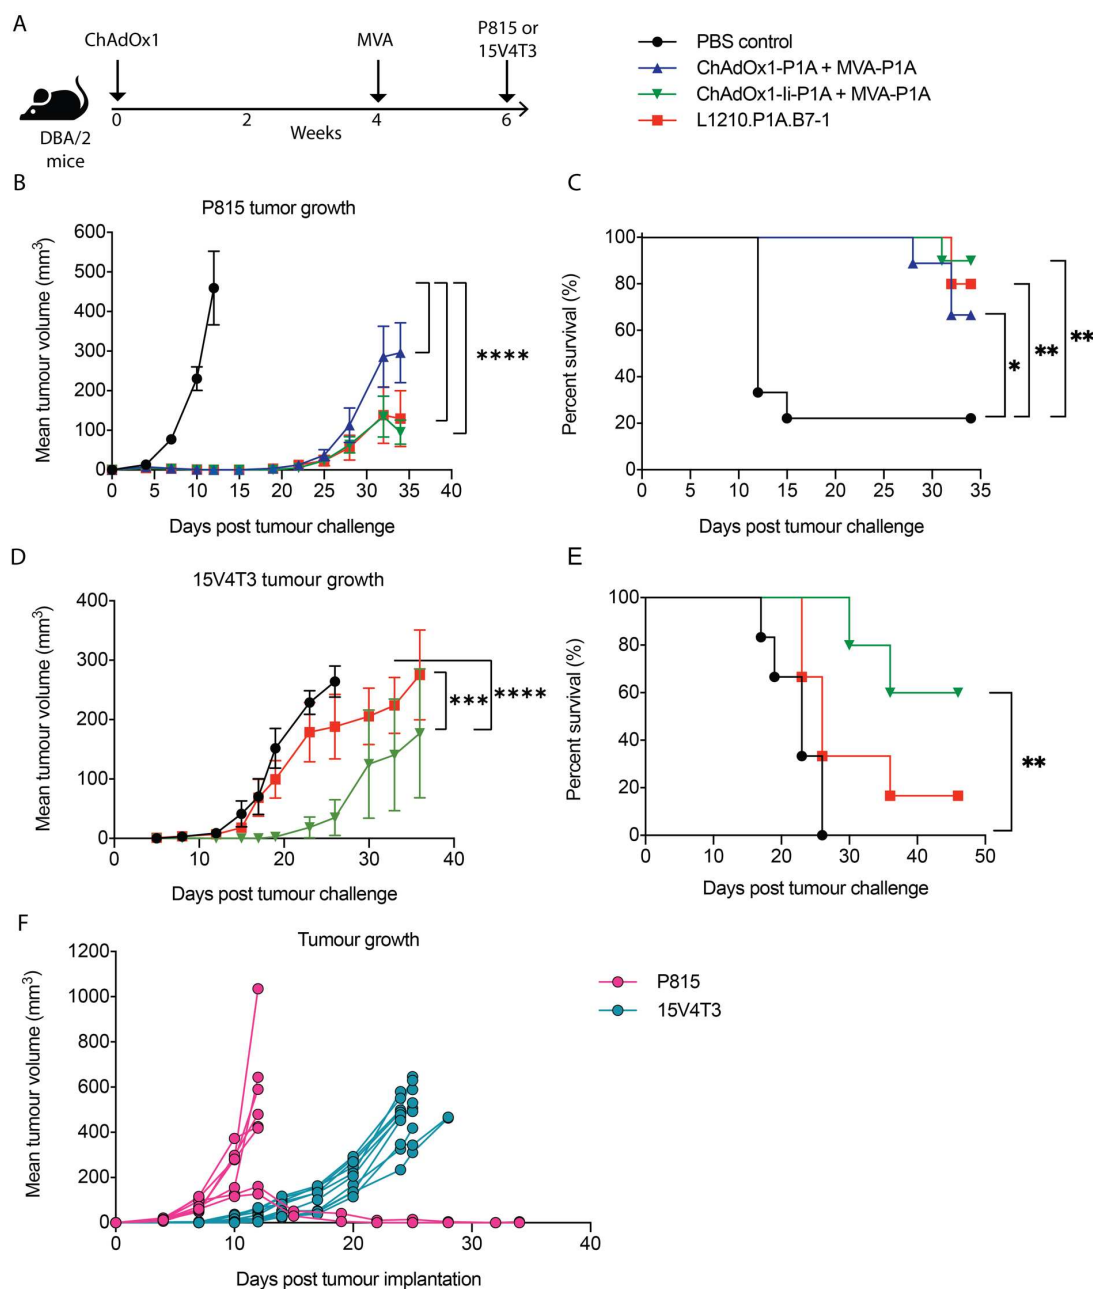 A
ChAdOx1
MVA
P815 or
15V4T3
0
2
4
6
Weeks
DBA/2
mice
PBS control
ChAdOx1-P1A + MVA-P1A
ChAdOx1-Ii-P1A + MVA-P1A
L1210.P1A.B7-1
B
P815 tumor growth
Mean tumour volume (mm³)
600
500
400
300
200
100
0
0 5 10 15 20 25 30 35 40
Days post tumour challenge
****
C
Percent survival (%)
100
80
60
40
20
0
0 5 10 15 20 25 30 35
Days post tumour challenge
*
**
**
D
15V4T3 tumour growth
Mean tumour volume (mm³)
400
300
200
100
0
0 10 20 30 40
Days post tumour challenge
***
****
E
Percent survival (%)
100
80
60
40
20
0
0 10 20 30 40 50
Days post tumour challenge
**
F
Tumour growth
Mean tumour volume (mm³)
1200
1000
800
600
400
200
0
0 10 20 30 40
Days post tumour implantation
P815
15V4T3